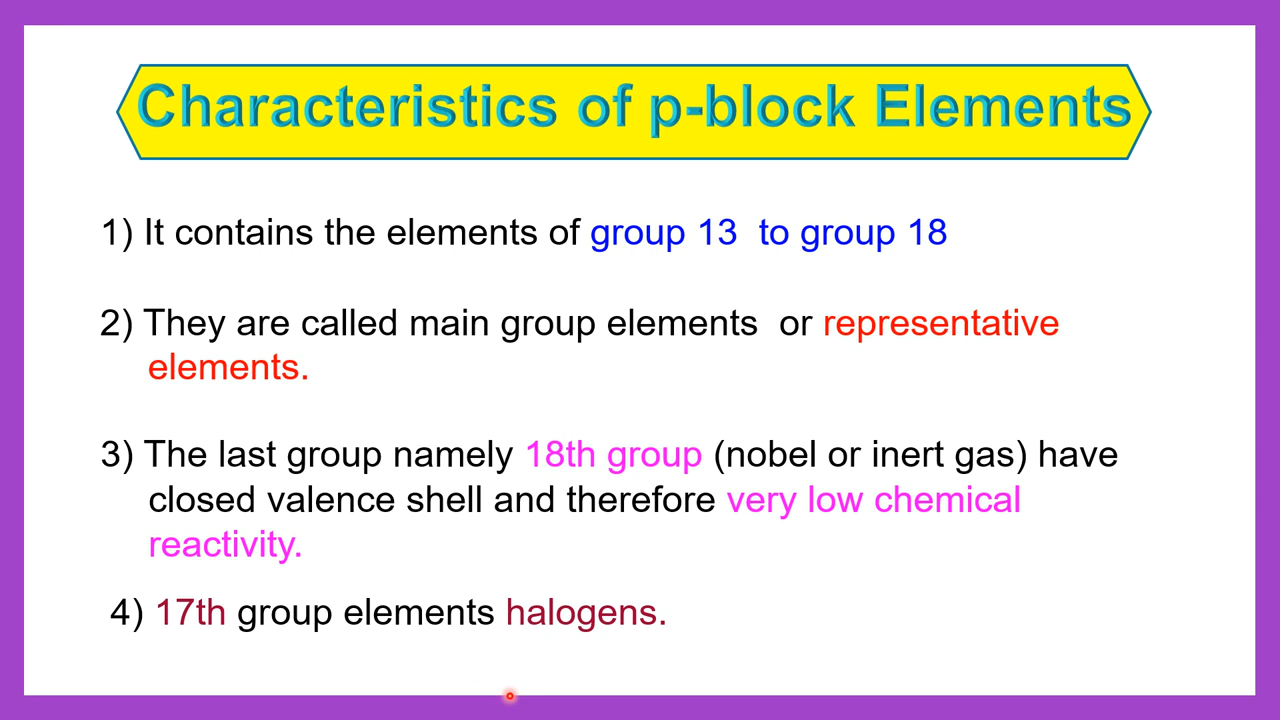 Characteristics of p-block Elements
1) It contains the elements of group 13 to group 18
2) They are called main group elements or representative
elements.
3) The last group namely 18th group (nobel or inert gas) have
closed valence shell and therefore very low chemical
reactivity.
4) 17th group elements halogens.